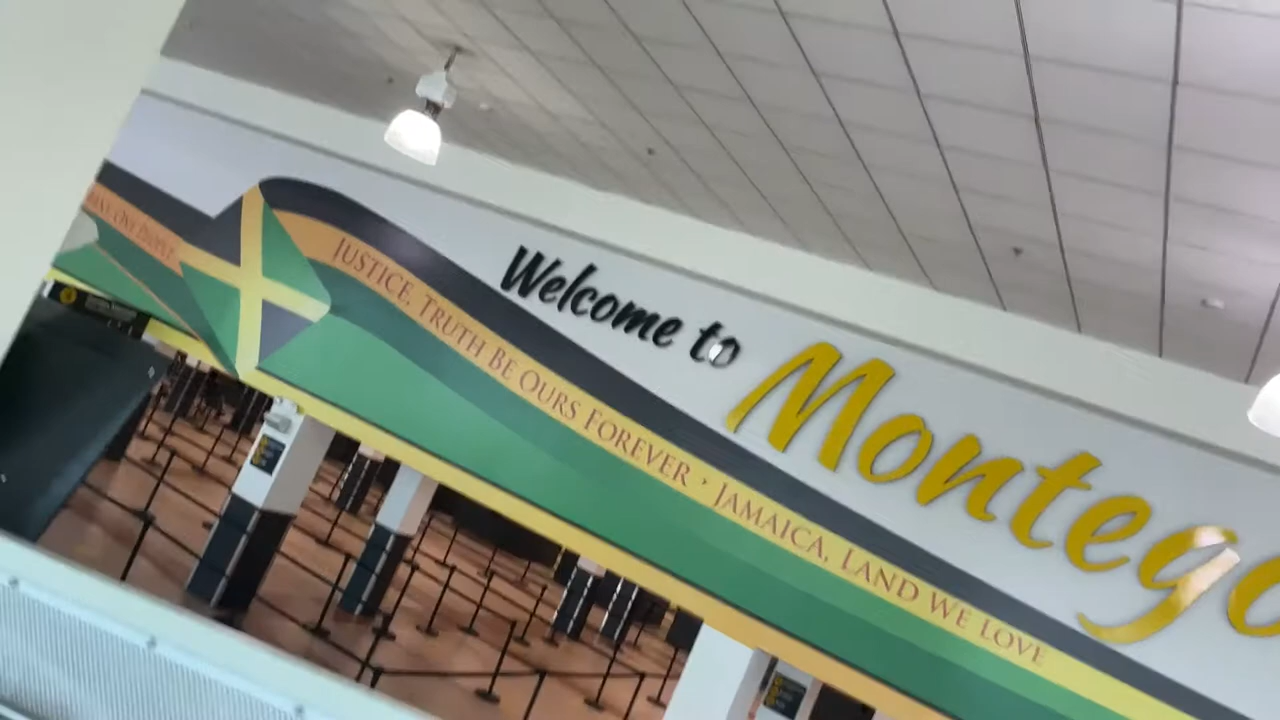 Welcome to
Montego
JUSTICE, TRUTH BE OURS FOREVER · JAMAICA, LAND WE LOVE